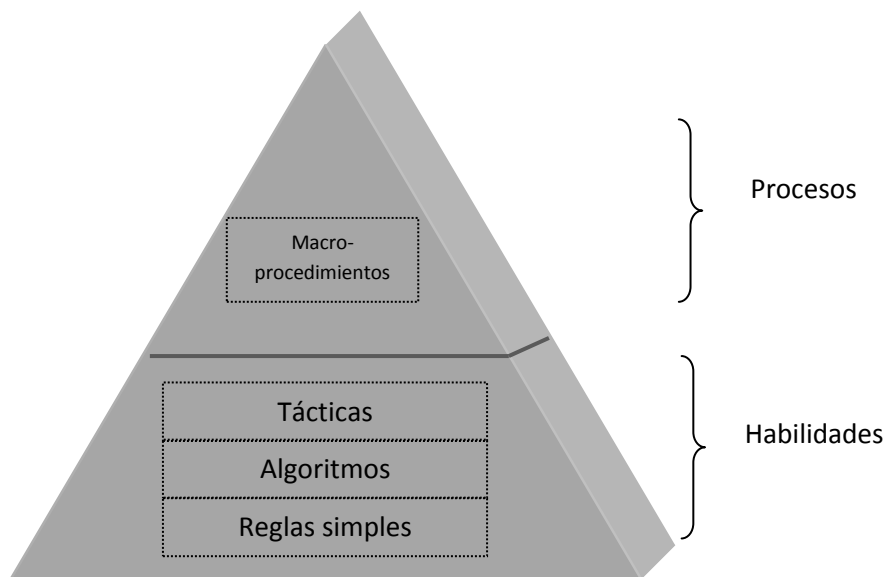 Macro-
procedimientos
Procesos
Tácticas
Algoritmos
Reglas simples
Habilidades